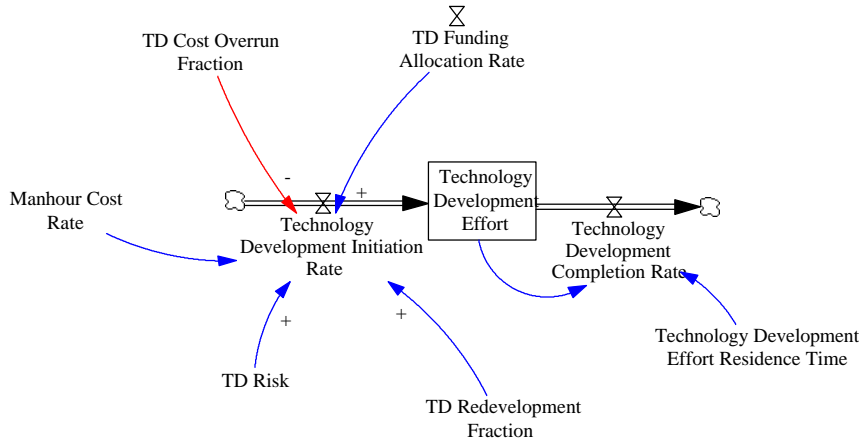 TD Cost Overrun
Fraction
TD Funding
Allocation Rate
-
+
Technology
Development
Effort
Manhour Cost
Rate
Technology
Development Initiation
Rate
Technology
Development
Completion Rate
+
+
Technology Development
Effort Residence Time
TD Risk
TD Redevelopment
Fraction